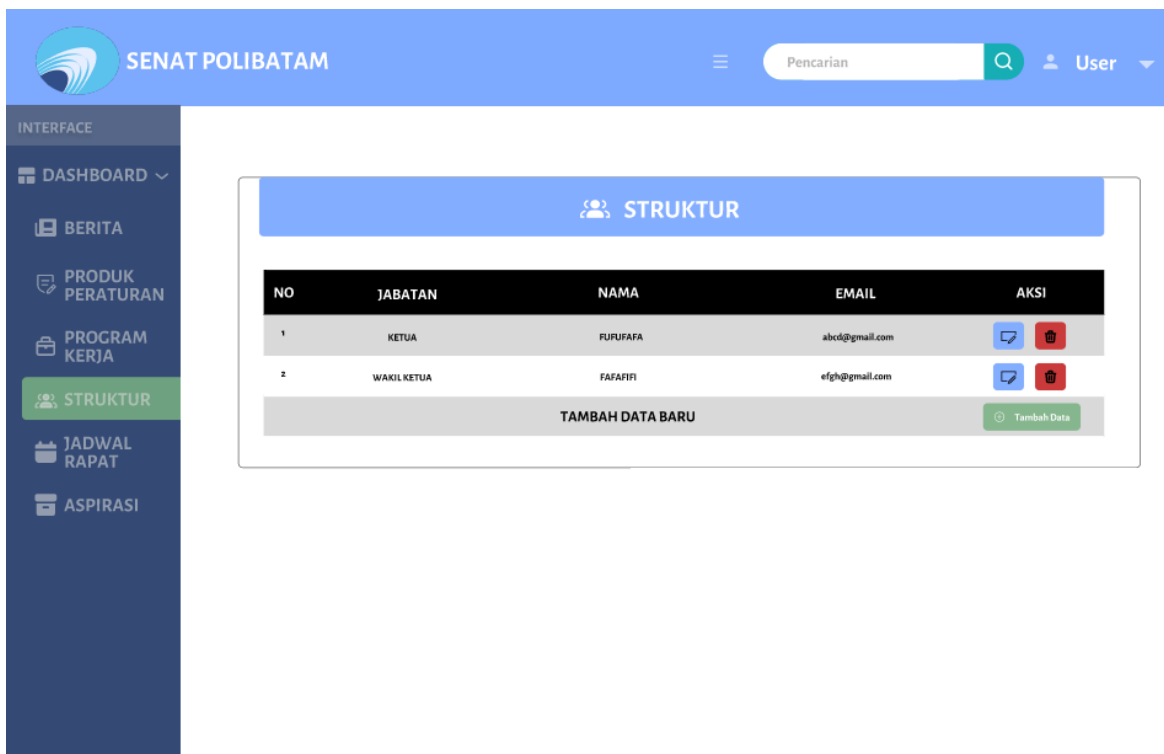 SENAT POLIBATAM
Pencarian
User
INTERFACE
DASHBOARD
BERITA
PRODUK
PERATURAN
PROGRAM
KERJA
STRUKTUR
JADWAL
RAPAT
ASPIRASI
STRUKTUR
NO JABATAN NAMA EMAIL AKSI
1 KETUA FUFUFAFA abcd@gmail.com
2 WAKIL KETUA FAFAFIFI efgh@gmail.com
TAMBAH DATA BARU Tambah Data